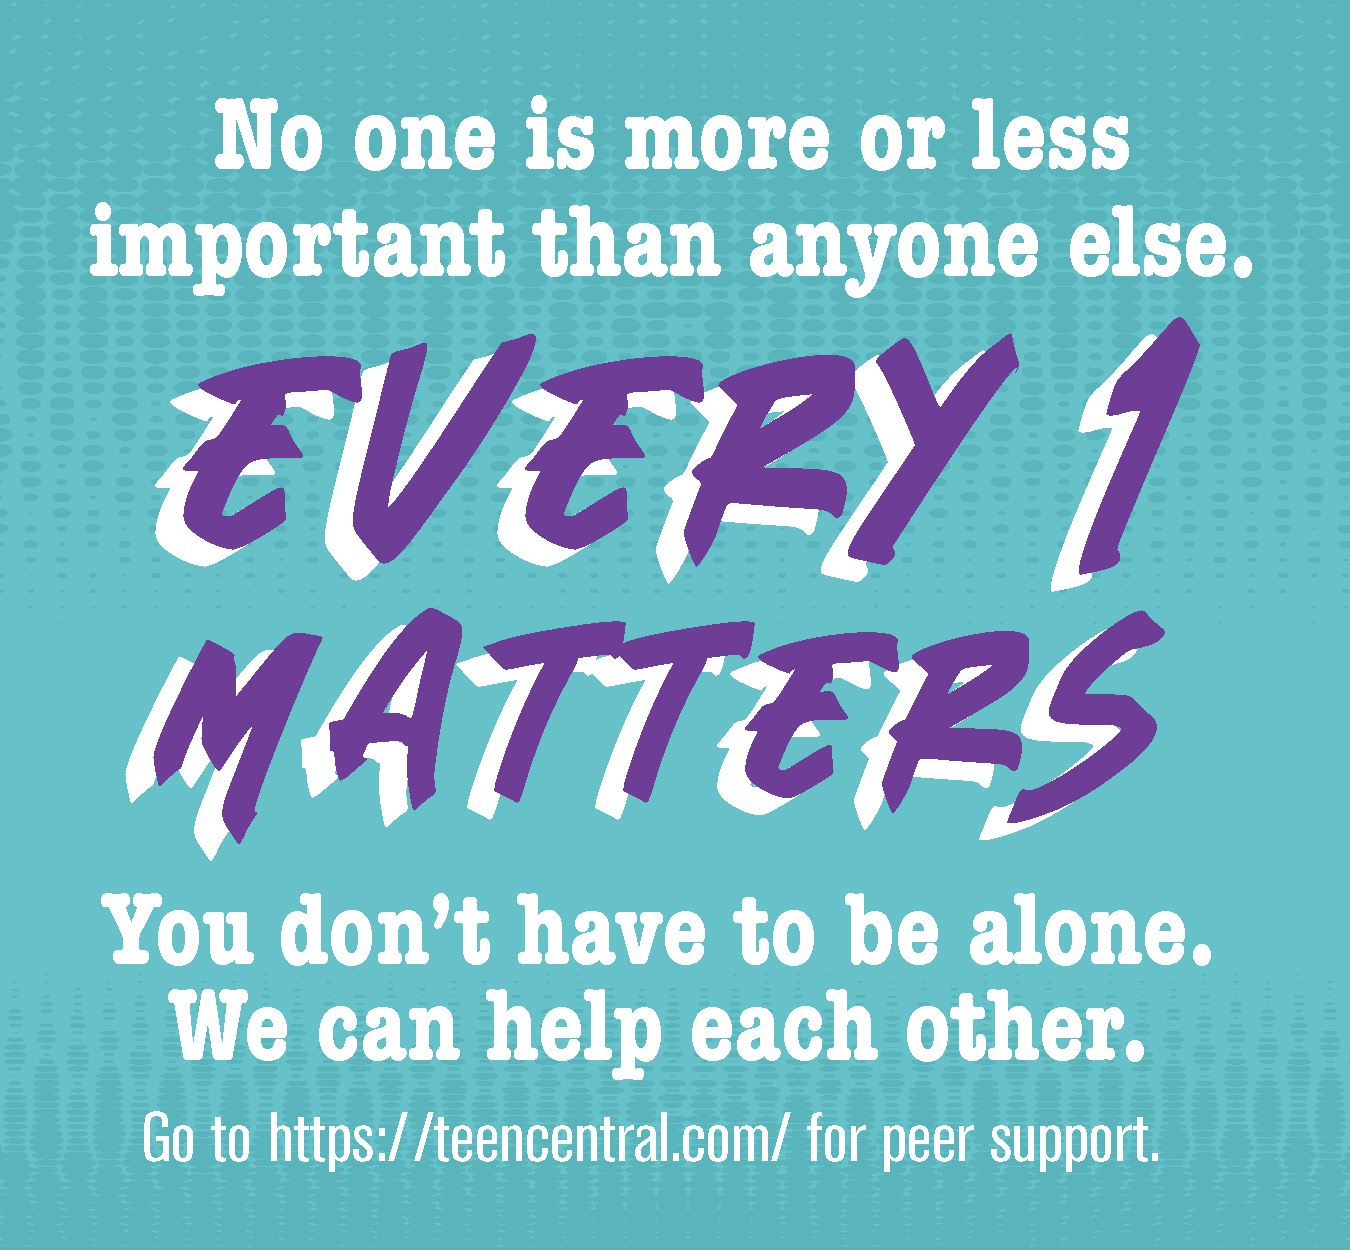 No one is more or less
important than anyone else.
EVERY 1
MATTERS
You don’t have to be alone.
We can help each other.
Go to https://teencentral.com/ for peer support.